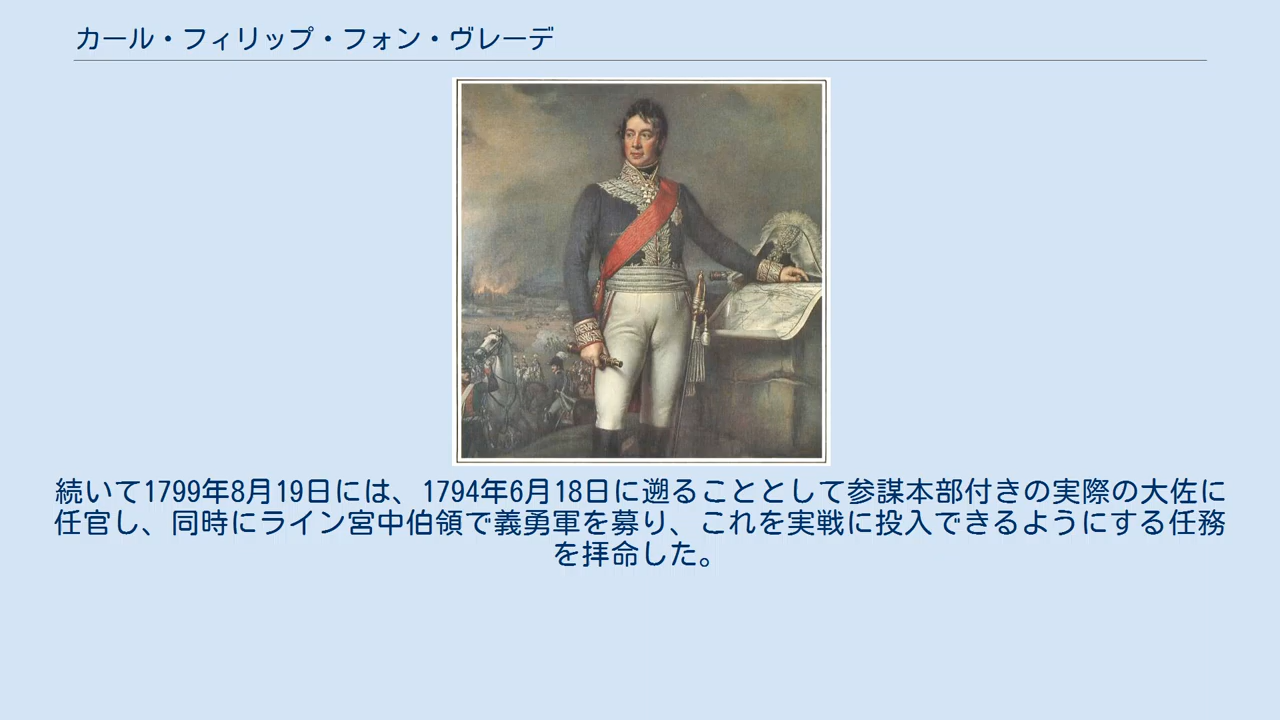 カール・フィリップ・フォン・ヴレーデ
続いて1799年8月19日には、1794年6月18日に遡ることとして参謀本部付きの実際の大佐に
任官し、同時にライン宮中伯領で義勇軍を募り、これを実戦に投入できるようにする任務
を拝命した。